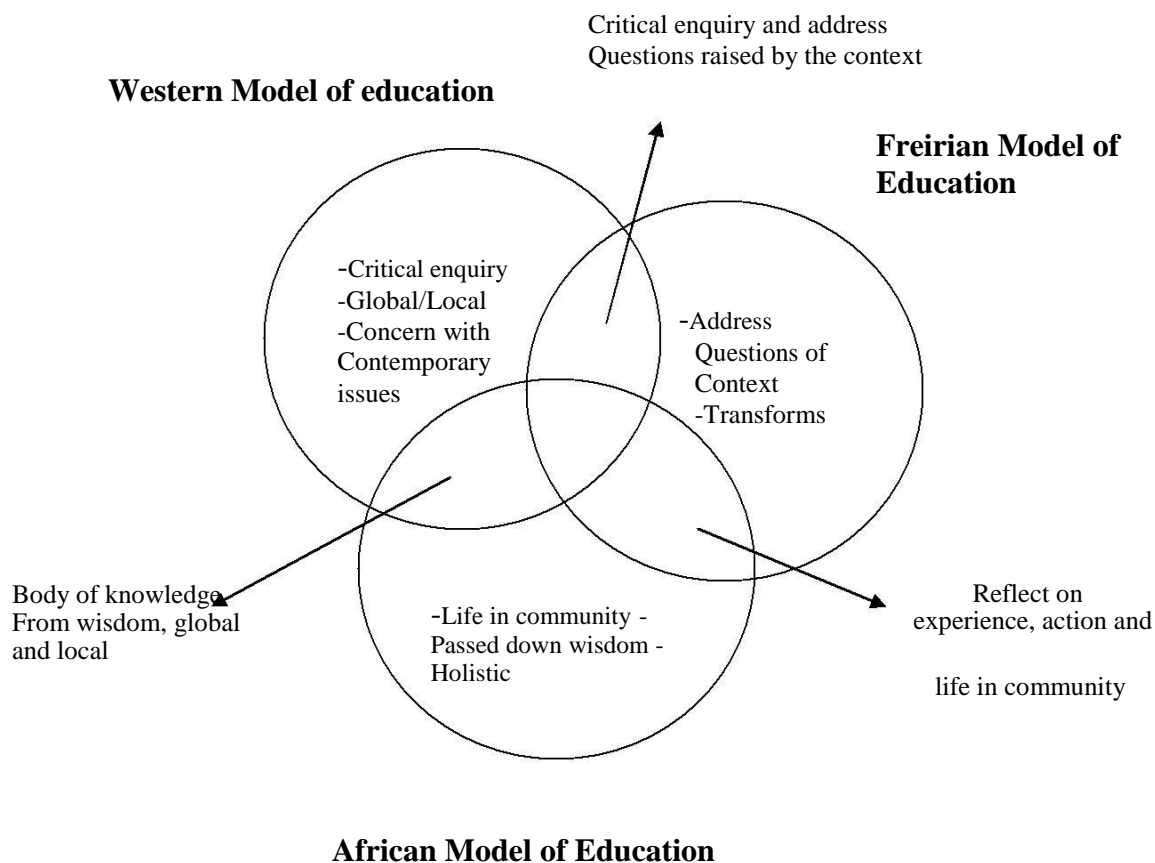 Critical enquiry and address
Questions raised by the context
Western Model of education
Freirian Model of
Education
-Critical enquiry
-Global/Local
-Concern with
Contemporary
issues
-Address
Questions of
Context
-Transforms
Body of knowledge
From wisdom, global
and local
-Life in community -
Passed down wisdom -
Holistic
Reflect on
experience, action and
life in community
African Model of Education